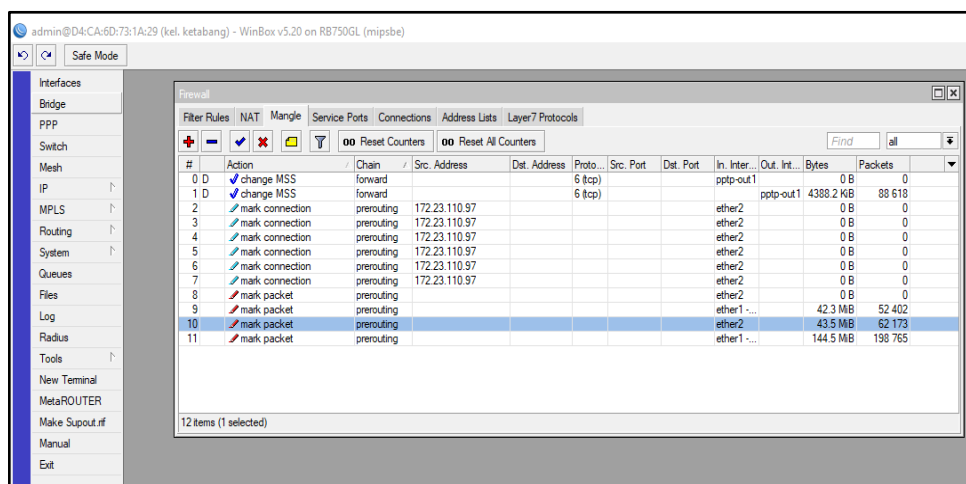 admin@D4:CA:6D:73:1A:29 (kel. ketabang) - WinBox v5.20 on RB750GL (mipsbe)
Safe Mode
Interfaces
Bridge
PPP
Switch
Mesh
IP
MPLS
Routing
System
Queues
Files
Log
Radius
Tools
New Terminal
MetaROUTER
Make Supout.rif
Manual
Exit
Firewall
Filter Rules NAT Mangle Service Ports Connections Address Lists Layer7 Protocols
00 Reset Counters 00 Reset All Counters Find all
# Action Chain Src. Address Dst. Address Proto... Src. Port Dst. Port In. Inter... Out. Int... Bytes Packets
0 D change MSS forward 6 (tcp) pptp-out1 0 B 0
1 D change MSS forward 6 (tcp) pptp-out1 4388.2 KiB 88 618
2 mark connection prerouting 172.23.110.97 ether2 0 B 0
3 mark connection prerouting 172.23.110.97 ether2 0 B 0
4 mark connection prerouting 172.23.110.97 ether2 0 B 0
5 mark connection prerouting 172.23.110.97 ether2 0 B 0
6 mark connection prerouting 172.23.110.97 ether2 0 B 0
7 mark connection prerouting 172.23.110.97 ether2 0 B 0
8 mark packet prerouting ether2 0 B 0
9 mark packet prerouting ether1 -... 42.3 MiB 52 402
10 mark packet prerouting ether2 43.5 MiB 62 173
11 mark packet prerouting ether1 -... 144.5 MiB 198 765
12 items (1 selected)